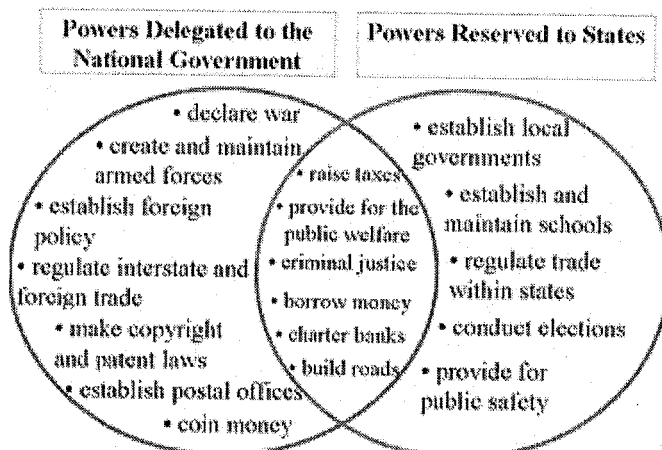 Powers Delegated to the
National Government
Powers Reserved to States
• declare war
• create and maintain
armed forces
• establish foreign
policy
• regulate interstate and
foreign trade
• make copyright
and patent laws
• establish postal offices
• coin money
• raise taxes
• provide for the
public welfare
• criminal justice
• borrow money
• charter banks
• build roads
• establish local
governments
• establish and
maintain schools
• regulate trade
within states
• conduct elections
• provide for
public safety